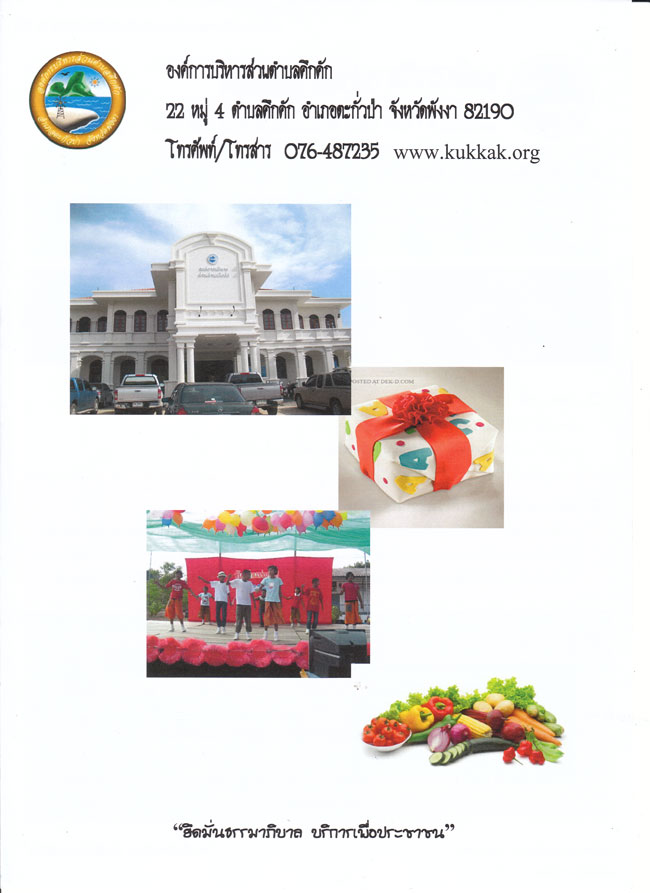 องค์การบริหารส่วนตำบลคึกคัก
22 หมู่ 4 ตำบลคึกคัก อำเภอตะกั่วป่า จังหวัดพังงา 82190
โทรศัพท์/โทรสาร 076-487235 www.kukkak.org
POSTED AT DEK-D.COM
“ยึดมั่นธรรมาภิบาล บริการเพื่อประชาชน”